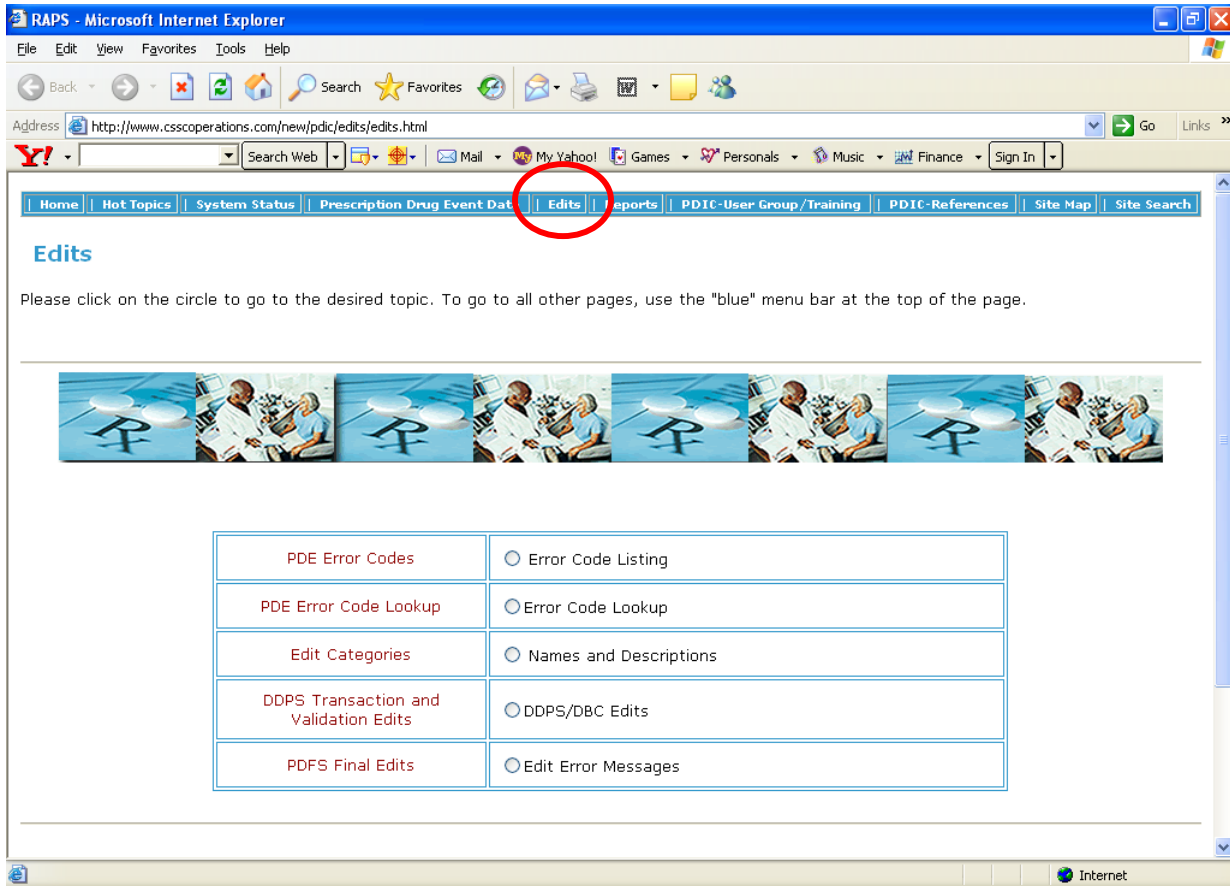 RAPS - Microsoft Internet Explorer
File Edit View Favorites Tools Help
Back Search Favorites
Address http://www.csscoperations.com/new/pdic/edits/edits.html Go Links »
Y! Search Web Mail My Yahoo! Games Personals Music Finance Sign In
| Home || Hot Topics || System Status || Prescription Drug Event Data || Edits || Reports || PDIC-User Group/Training || PDIC-References || Site Map || Site Search |
Edits
Please click on the circle to go to the desired topic. To go to all other pages, use the "blue" menu bar at the top of the page.
PDE Error Codes Error Code Listing
PDE Error Code Lookup Error Code Lookup
Edit Categories Names and Descriptions
DDPS Transaction and
Validation Edits DDPS/DBC Edits
PDFS Final Edits Edit Error Messages
Internet